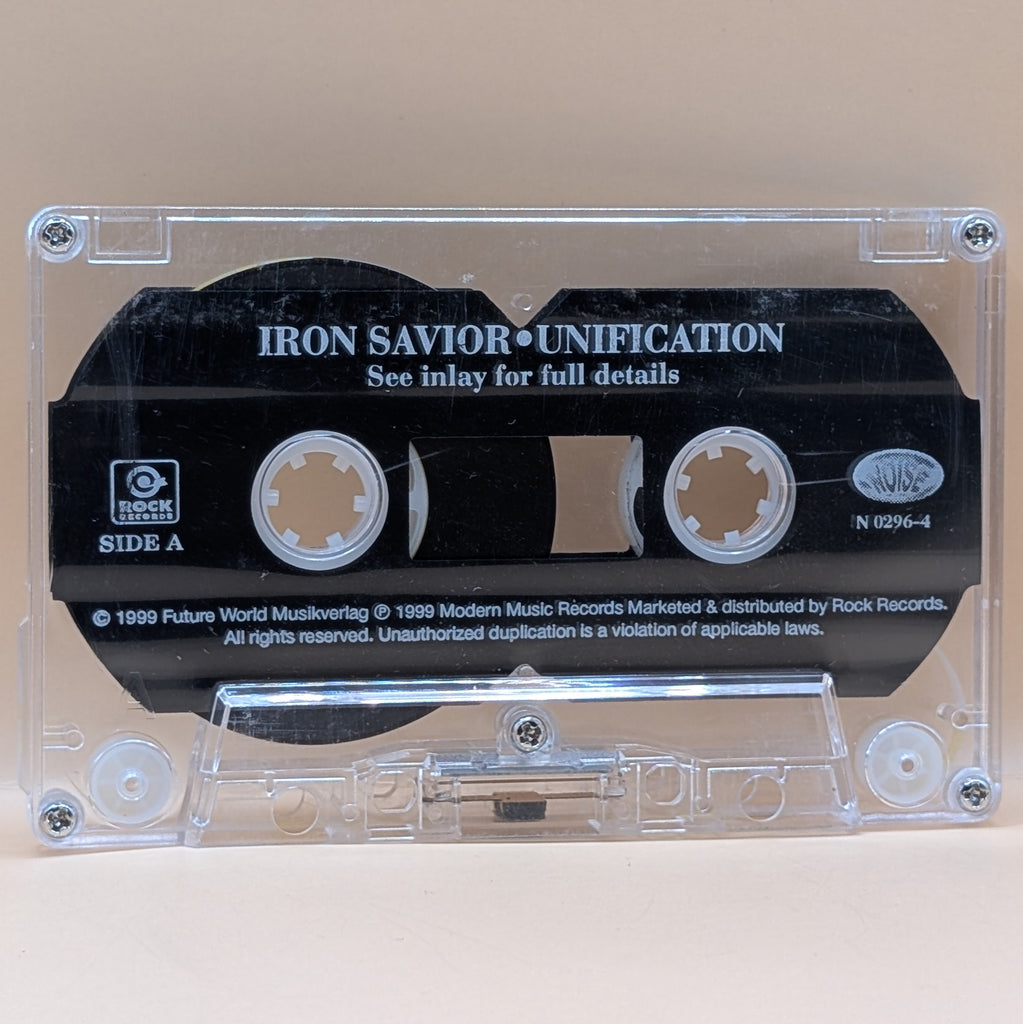 IRON SAVIOR•UNIFICATION
See inlay for full details
ROCK
RECORDS
NOISE
SIDE A
N 0296-4
© 1999 Future World Musikverlag ℗ 1999 Modern Music Records Marketed & distributed by Rock Records.
All rights reserved. Unauthorized duplication is a violation of applicable laws.